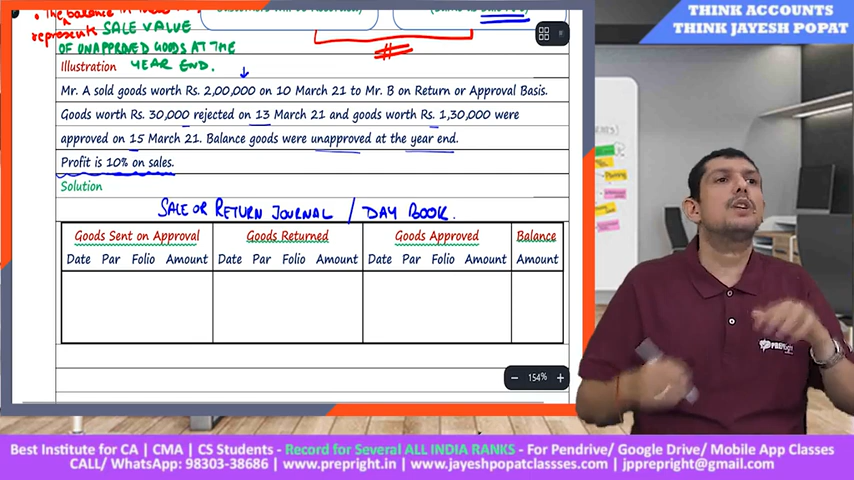 THINK ACCOUNTS
THINK JAYESH POPAT
represents SALE VALUE
OF UNAPPROVED GOODS AT THE
YEAR END.
Illustration
Mr. A sold goods worth Rs. 2,00,000 on 10 March 21 to Mr. B on Return or Approval Basis.
Goods worth Rs. 30,000 rejected on 13 March 21 and goods worth Rs. 1,30,000 were
approved on 15 March 21. Balance goods were unapproved at the year end.
Profit is 10% on sales.
Solution
SALE OR RETURN JOURNAL / DAY BOOK.
Goods Sent on Approval Goods Returned Goods Approved Balance
Date Par Folio Amount Date Par Folio Amount Date Par Folio Amount Amount
− 154% +
Planning
PREPRIGHT
Best Institute for CA | CMA | CS Students - Record for Several ALL INDIA RANKS - For Pendrive/ Google Drive/ Mobile App Classes
CALL/ WhatsApp: 98303-38686 | www.prepright.in | www.jayeshpopatclassses.com | jpprepright@gmail.com